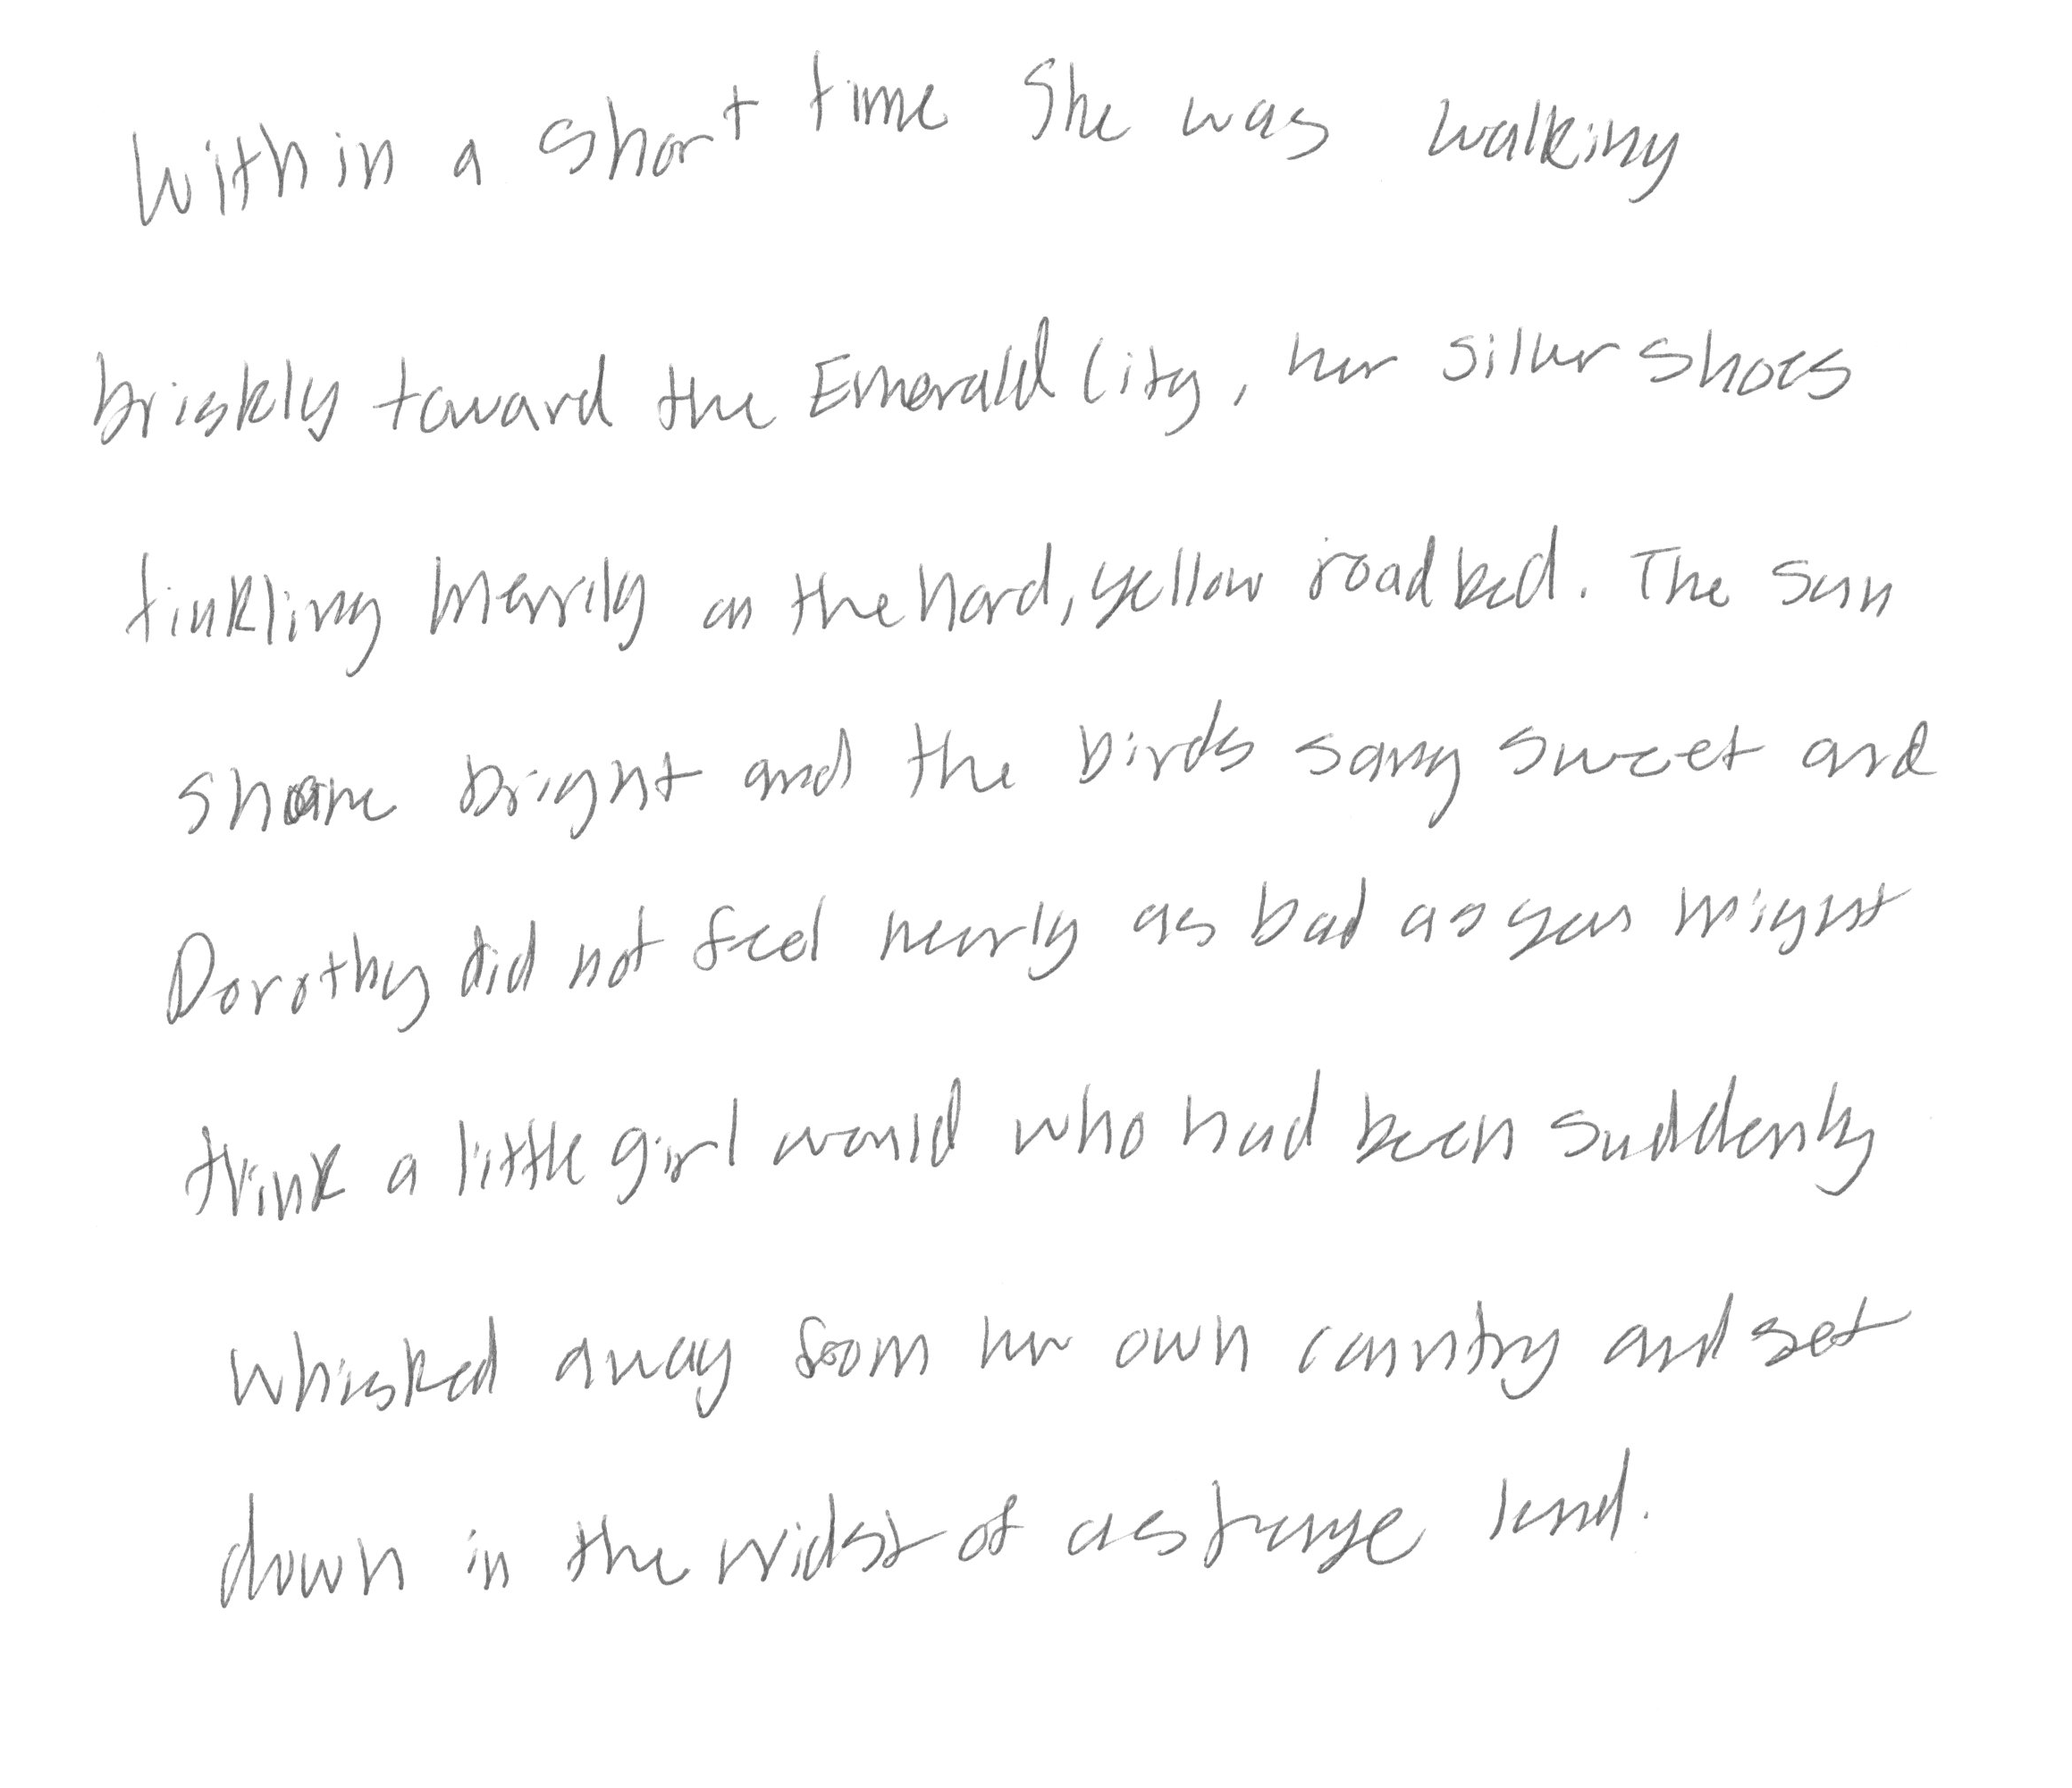 Within a short time she was walking
briskly toward the Emerald City, her silver shoes
tinkling merrily on the hard, yellow roadbed. The sun
shone bright and the birds sang sweet and
Dorothy did not feel nearly as bad as you might
think a little girl would who had been suddenly
whisked away from her own country and set
down in the midst of a strange land.